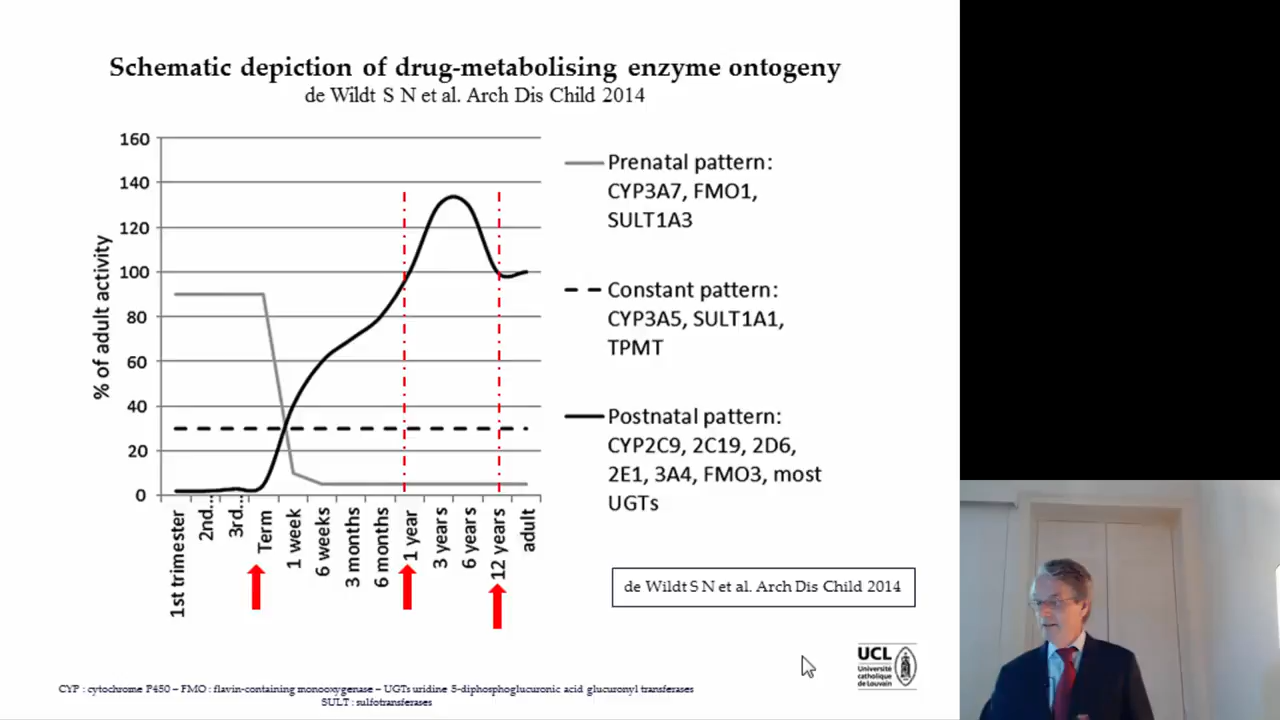 Schematic depiction of drug-metabolising enzyme ontogeny
de Wildt S N et al. Arch Dis Child 2014
% of adult activity
160
140
120
100
80
60
40
20
0
1st trimester
2nd..
3rd..
Term
1 week
6 weeks
3 months
6 months
1 year
3 years
6 years
12 years
adult
Prenatal pattern:
CYP3A7, FMO1,
SULT1A3
Constant pattern:
CYP3A5, SULT1A1,
TPMT
Postnatal pattern:
CYP2C9, 2C19, 2D6,
2E1, 3A4, FMO3, most
UGTs
de Wildt S N et al. Arch Dis Child 2014
UCL
Université
catholique
de Louvain
CYP : cytochrome P450 – FMO : flavin-containing monooxygenase – UGTs uridine 5-diphosphoglucuronic acid glucuronyl transferases
SULT : sulfotransferases